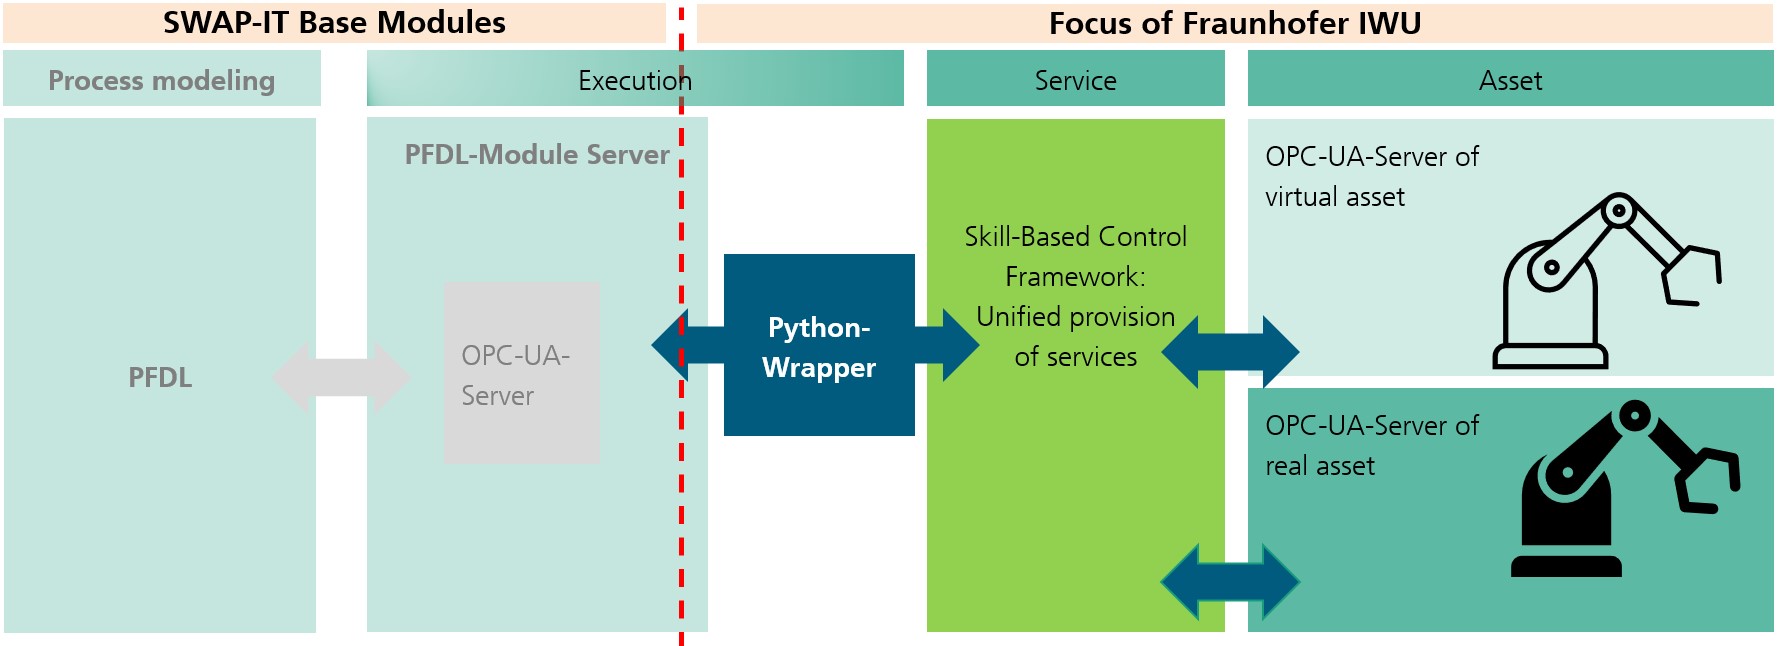 SWAP-IT Base Modules
Focus of Fraunhofer IWU
Process modeling
Execution
Service
Asset
PFDL
PFDL-Module Server
OPC-UA-
Server
Python-
Wrapper
Skill-Based Control
Framework:
Unified provision
of services
OPC-UA-Server of
virtual asset
OPC-UA-Server of
real asset